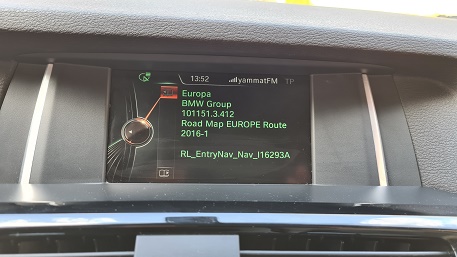 13:52 yammatFM TP
Europa
BMW Group
101151.3.412
Road Map EUROPE Route
2016-1
RL_EntryNav_Nav_I16293A